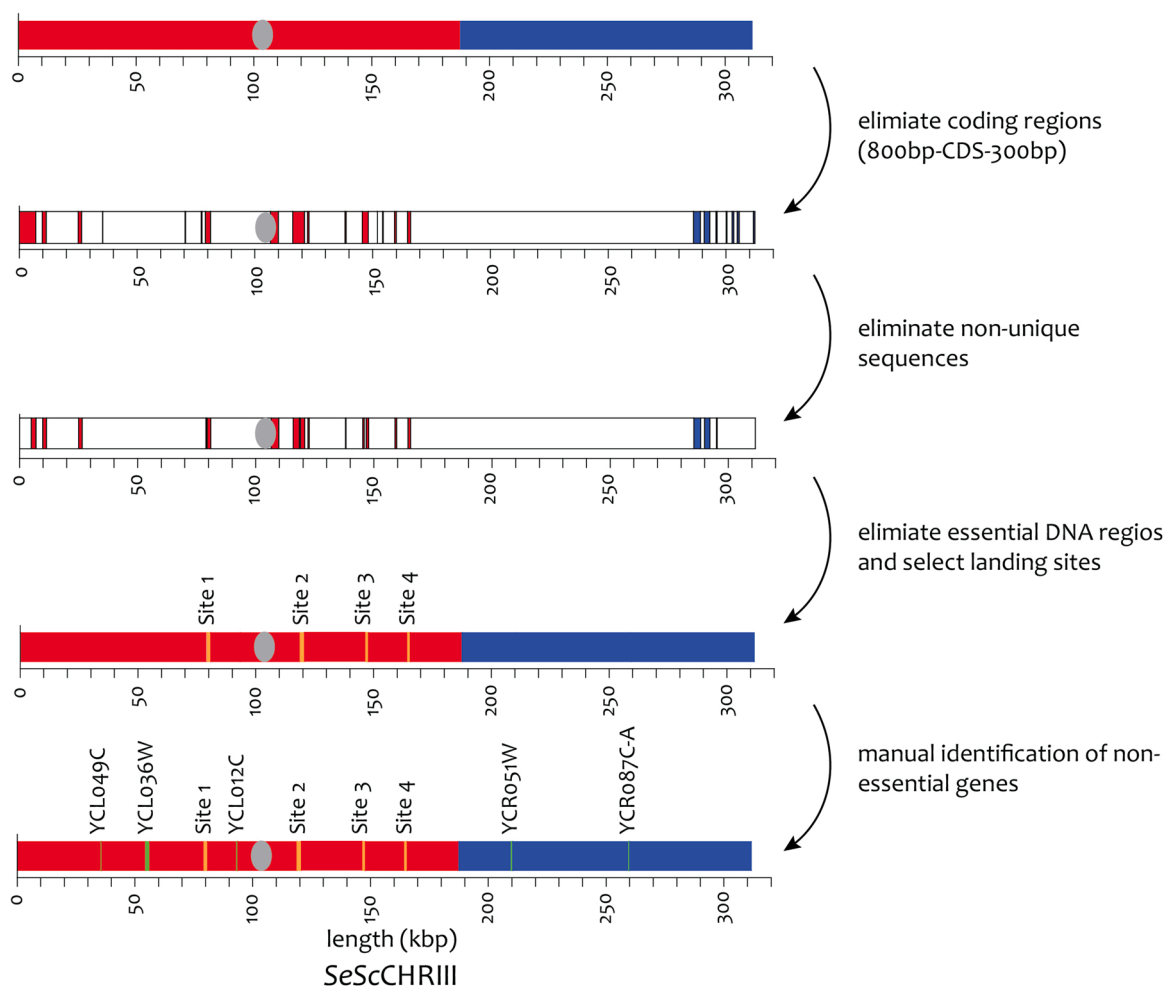 0 50 100 150 200 250 300
elimiate coding regions
(800bp-CDS-300bp)
0 50 100 150 200 250 300
eliminate non-unique
sequences
0 50 100 150 200 250 300
elimiate essential DNA regios
and select landing sites
Site 1 Site 2 Site 3 Site 4
0 50 100 150 200 250 300
manual identification of non-
essential genes
YCL049C YCL036W Site 1 YCL012C Site 2 Site 3 Site 4 YCR051W YCR087C-A
0 50 100 150 200 250 300
length (kbp)
SeScCHRIII